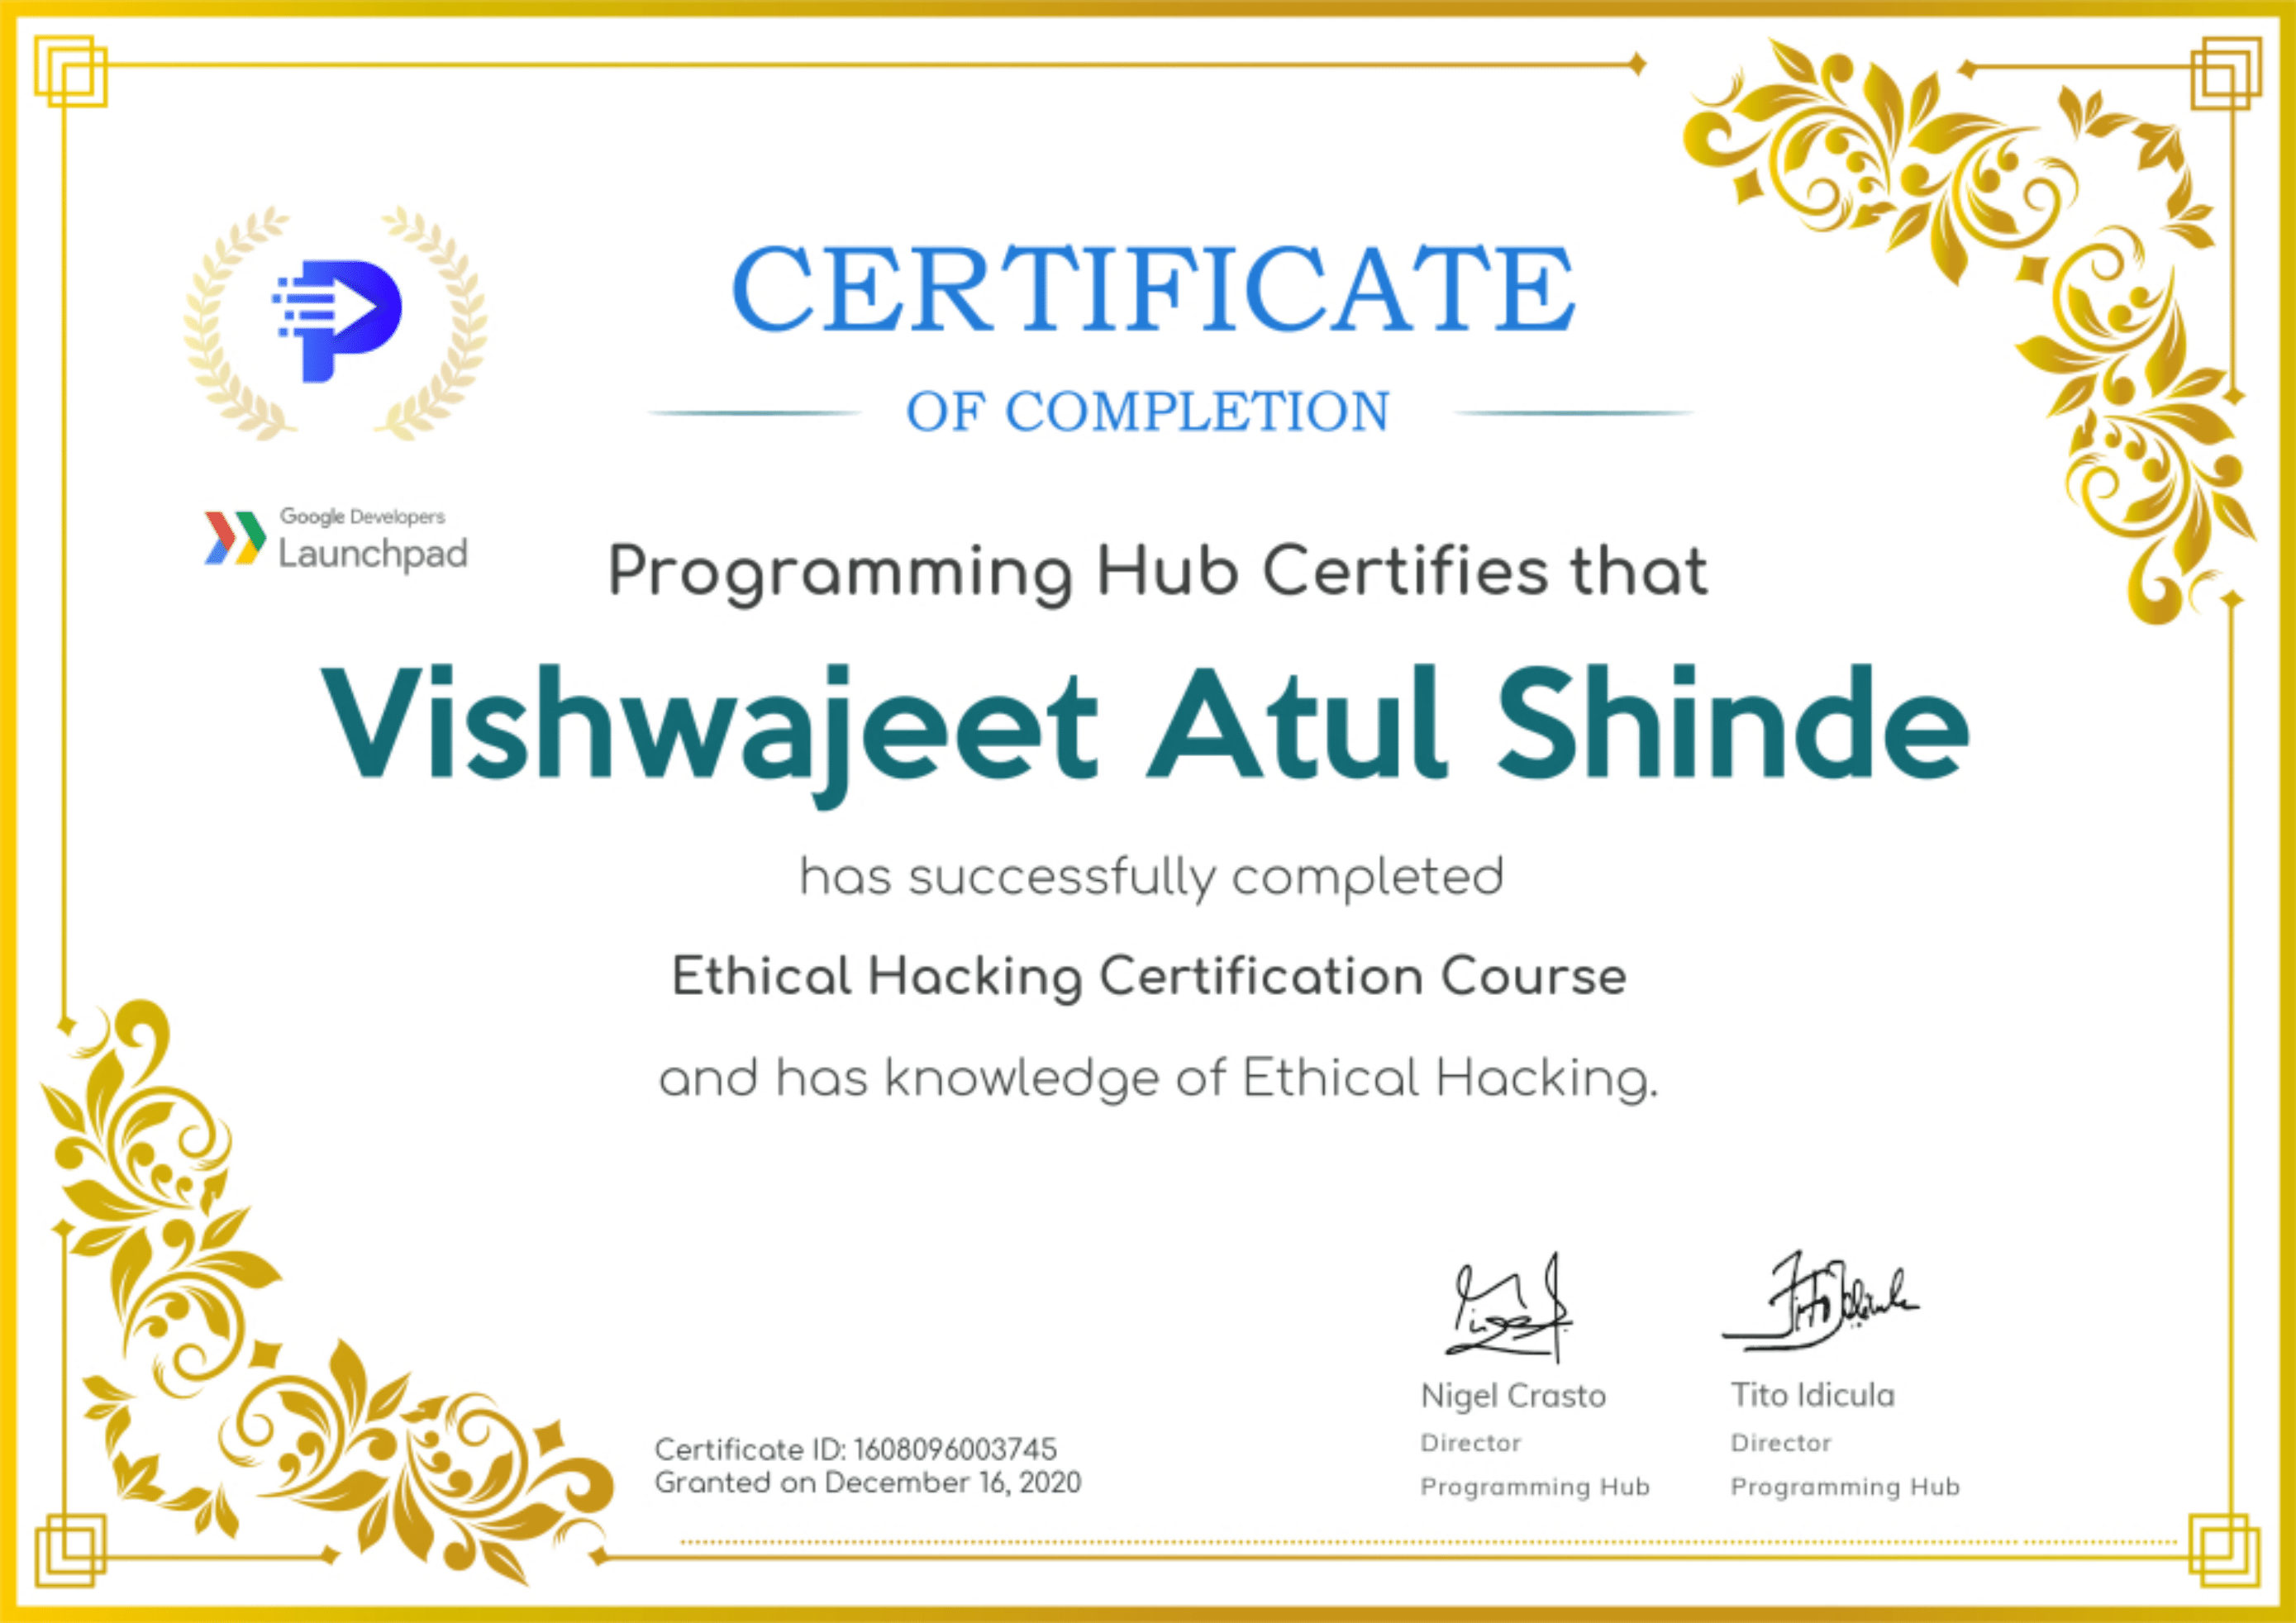 CERTIFICATE
OF COMPLETION
Google Developers
Launchpad
Programming Hub Certifies that
Vishwajeet Atul Shinde
has successfully completed
Ethical Hacking Certification Course
and has knowledge of Ethical Hacking.
Nigel Crasto
Director
Programming Hub
Tito Idicula
Director
Programming Hub
Certificate ID: 1608096003745
Granted on December 16, 2020